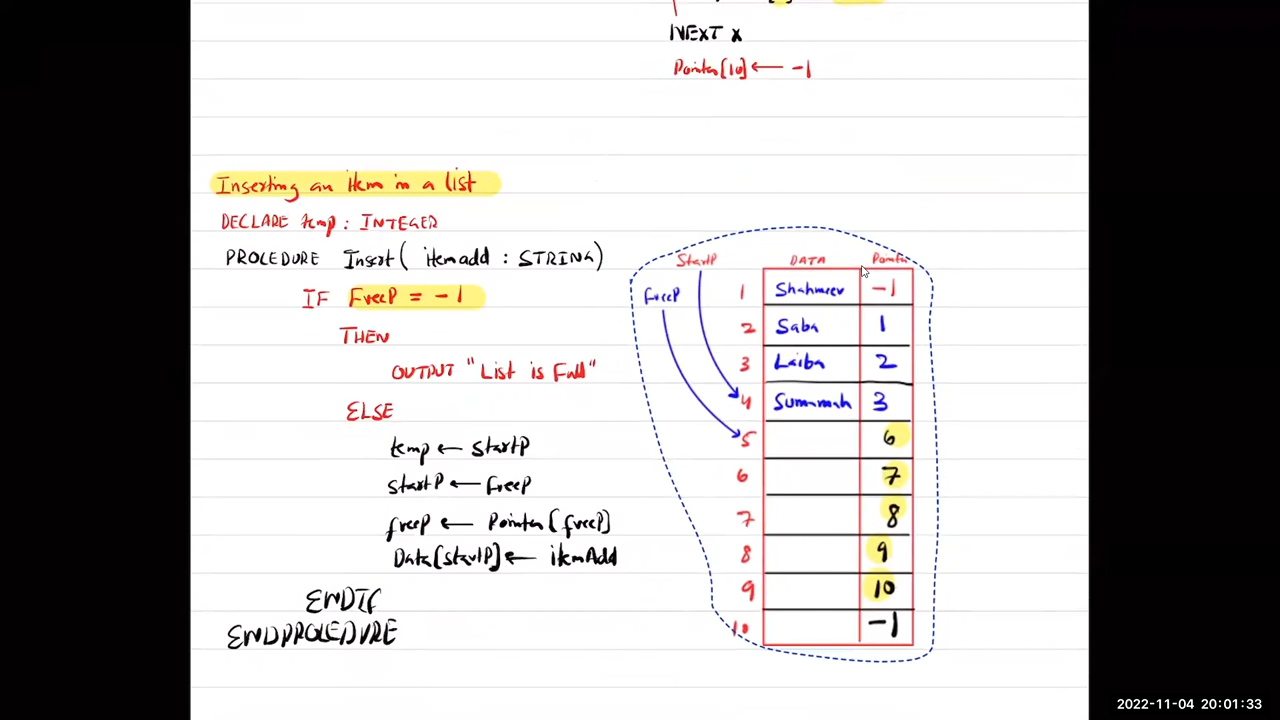 NEXT x
Pointer[10] ← -1
Inserting an item in a list
DECLARE temp : INTEGER
PROCEDURE Insert( itemadd : STRING)
IF FreeP = -1
THEN
OUTPUT "List is Full"
ELSE
temp ← StartP
startP ← FreeP
freeP ← Pointer[freeP]
Data[startP] ← itemAdd
ENDIF
ENDPROCEDURE
StartP DATA Pointer
FreeP
1 Shahmeer -1
2 Saba 1
3 Laiba 2
4 Summah 3
5 6
6 7
7 8
8 9
9 10
10 -1
2022-11-04 20:01:33